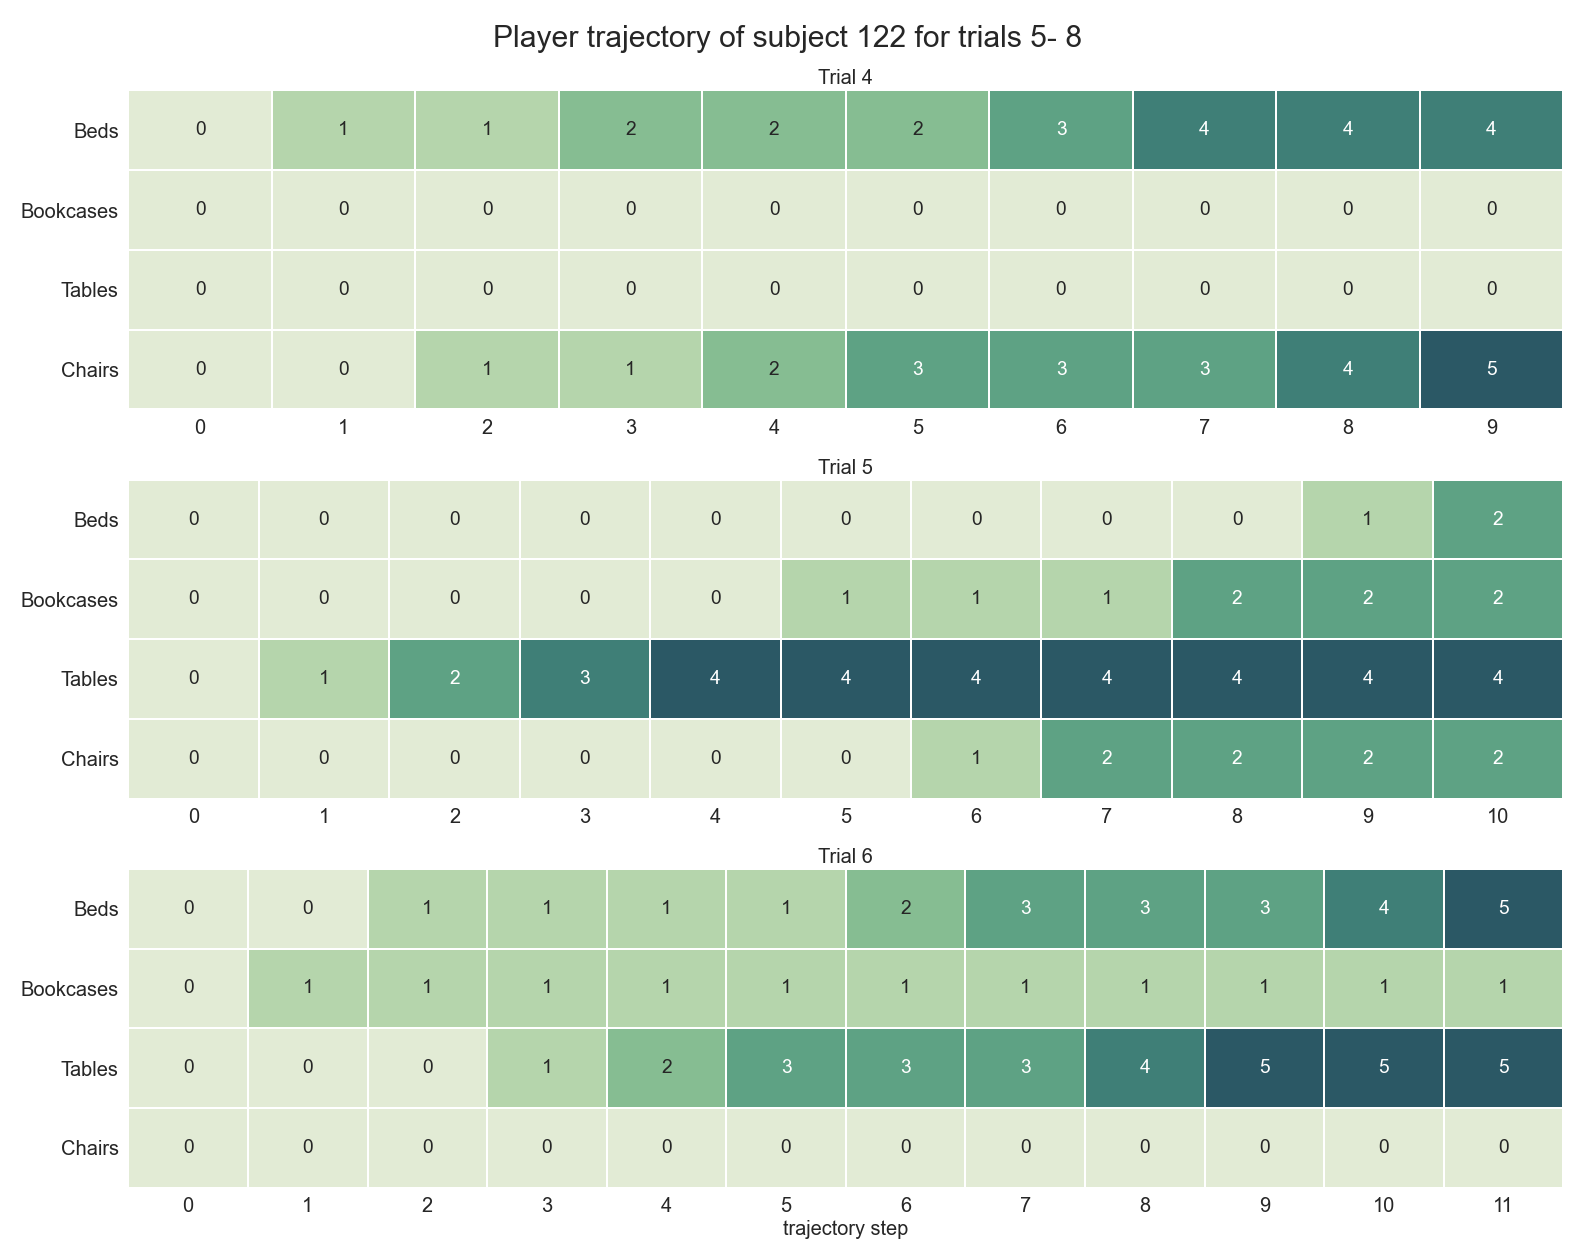 Player trajectory of subject 122 for trials 5- 8
Trial 4
Beds 0 1 1 2 2 2 3 4 4 4
Bookcases 0 0 0 0 0 0 0 0 0 0
Tables 0 0 0 0 0 0 0 0 0 0
Chairs 0 0 1 1 2 3 3 3 4 5
0 1 2 3 4 5 6 7 8 9
Trial 5
Beds 0 0 0 0 0 0 0 0 0 1 2
Bookcases 0 0 0 0 0 1 1 1 2 2 2
Tables 0 1 2 3 4 4 4 4 4 4 4
Chairs 0 0 0 0 0 0 1 2 2 2 2
0 1 2 3 4 5 6 7 8 9 10
Trial 6
Beds 0 0 1 1 1 1 2 3 3 3 4 5
Bookcases 0 1 1 1 1 1 1 1 1 1 1 1
Tables 0 0 0 1 2 3 3 3 4 5 5 5
Chairs 0 0 0 0 0 0 0 0 0 0 0 0
0 1 2 3 4 5 6 7 8 9 10 11
trajectory step